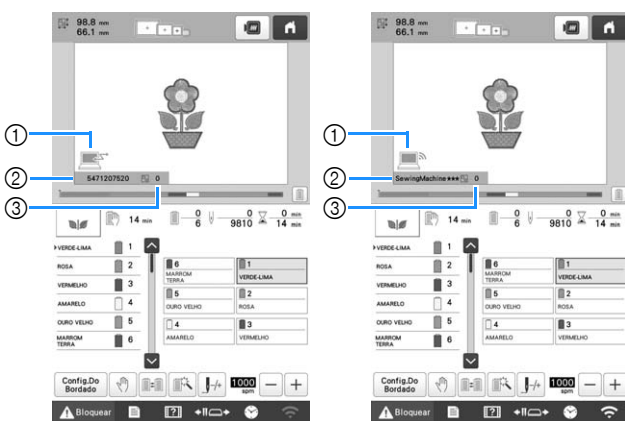 98.8 mm
66.1 mm
①
②
5471207520 0
③
14 min
0
6
0
9810
0 min
14 min
VERDE-LIMA 1
ROSA 2
VERMELHO 3
AMARELO 4
OURO VELHO 5
MARROM
TERRA 6
6
MARROM
TERRA
1
VERDE-LIMA
5
OURO VELHO
2
ROSA
4
AMARELO
3
VERMELHO
Config.Do
Bordado
1000
spm
Bloquear
98.8 mm
66.1 mm
①
②
SewingMachine★★★ 0
③
14 min
0
6
0
9810
0 min
14 min
VERDE-LIMA 1
ROSA 2
VERMELHO 3
AMARELO 4
OURO VELHO 5
MARROM
TERRA 6
6
MARROM
TERRA
1
VERDE-LIMA
5
OURO VELHO
2
ROSA
4
AMARELO
3
VERMELHO
Config.Do
Bordado
1000
spm
Bloquear